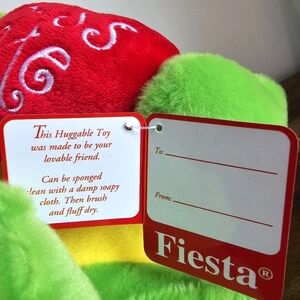 This Huggable Toy
was made to be your
lovable friend.
Can be sponged
clean with a damp soapy
cloth. Then brush
and fluff dry.
To:
From:
Fiesta®